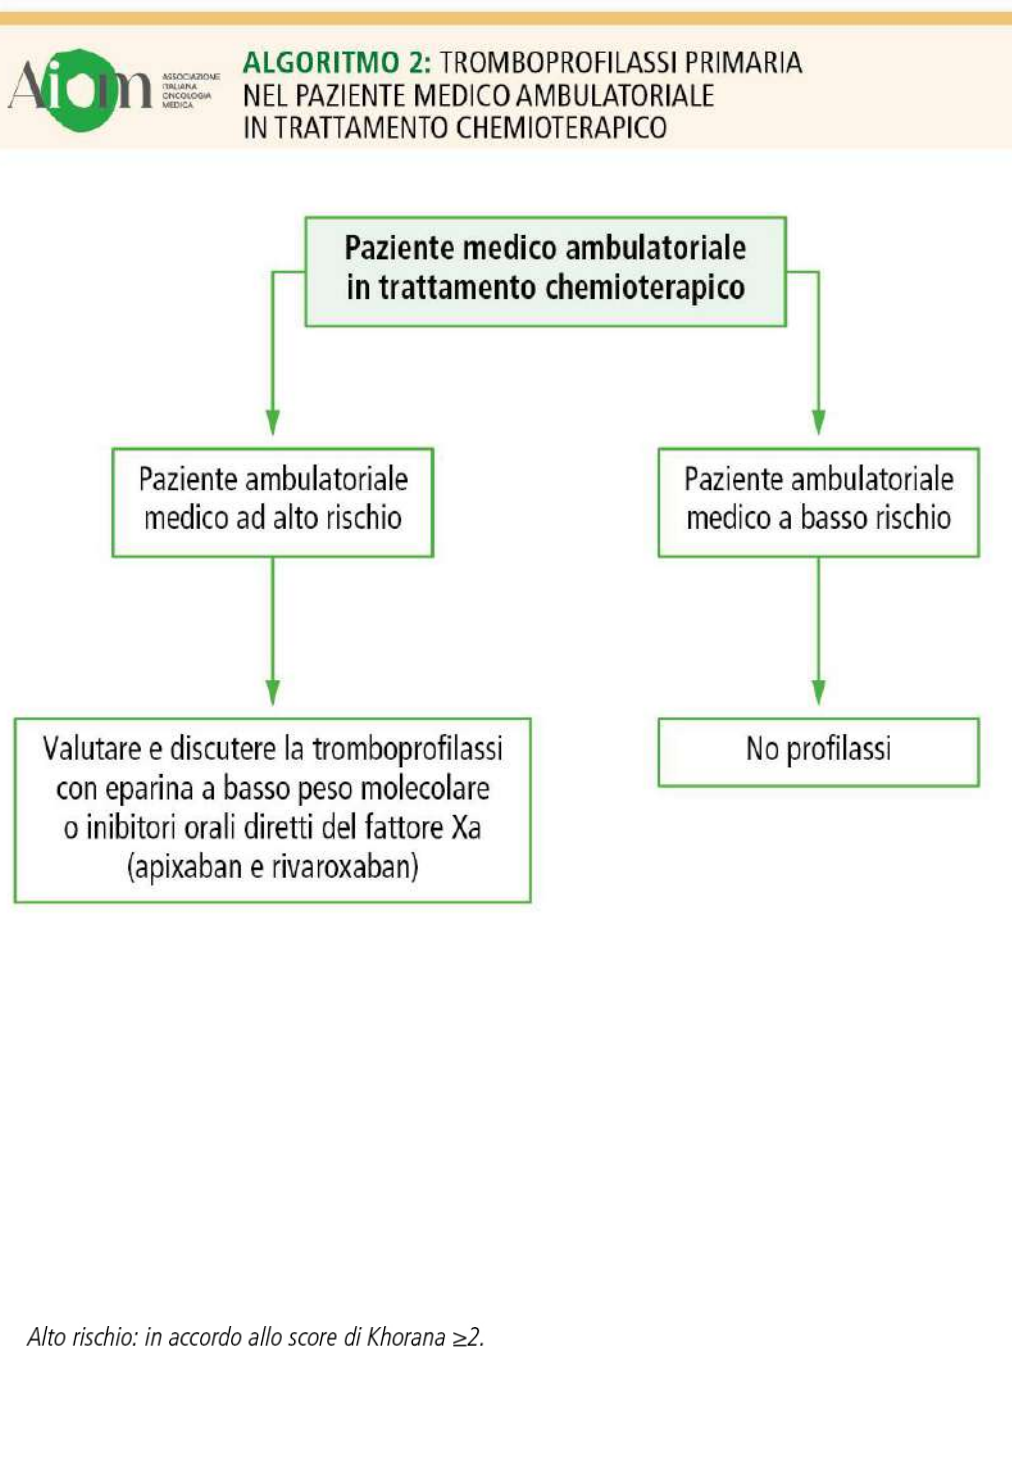 Aiom
ASSOCIAZIONE
ITALIANA
ONCOLOGIA
MEDICA
ALGORITMO 2: TROMBOPROFILASSI PRIMARIA
NEL PAZIENTE MEDICO AMBULATORIALE
IN TRATTAMENTO CHEMIOTERAPICO
Paziente medico ambulatoriale
in trattamento chemioterapico
Paziente ambulatoriale
medico ad alto rischio
Paziente ambulatoriale
medico a basso rischio
Valutare e discutere la tromboprofilassi
con eparina a basso peso molecolare
o inibitori orali diretti del fattore Xa
(apixaban e rivaroxaban)
No profilassi
Alto rischio: in accordo allo score di Khorana ≥2.